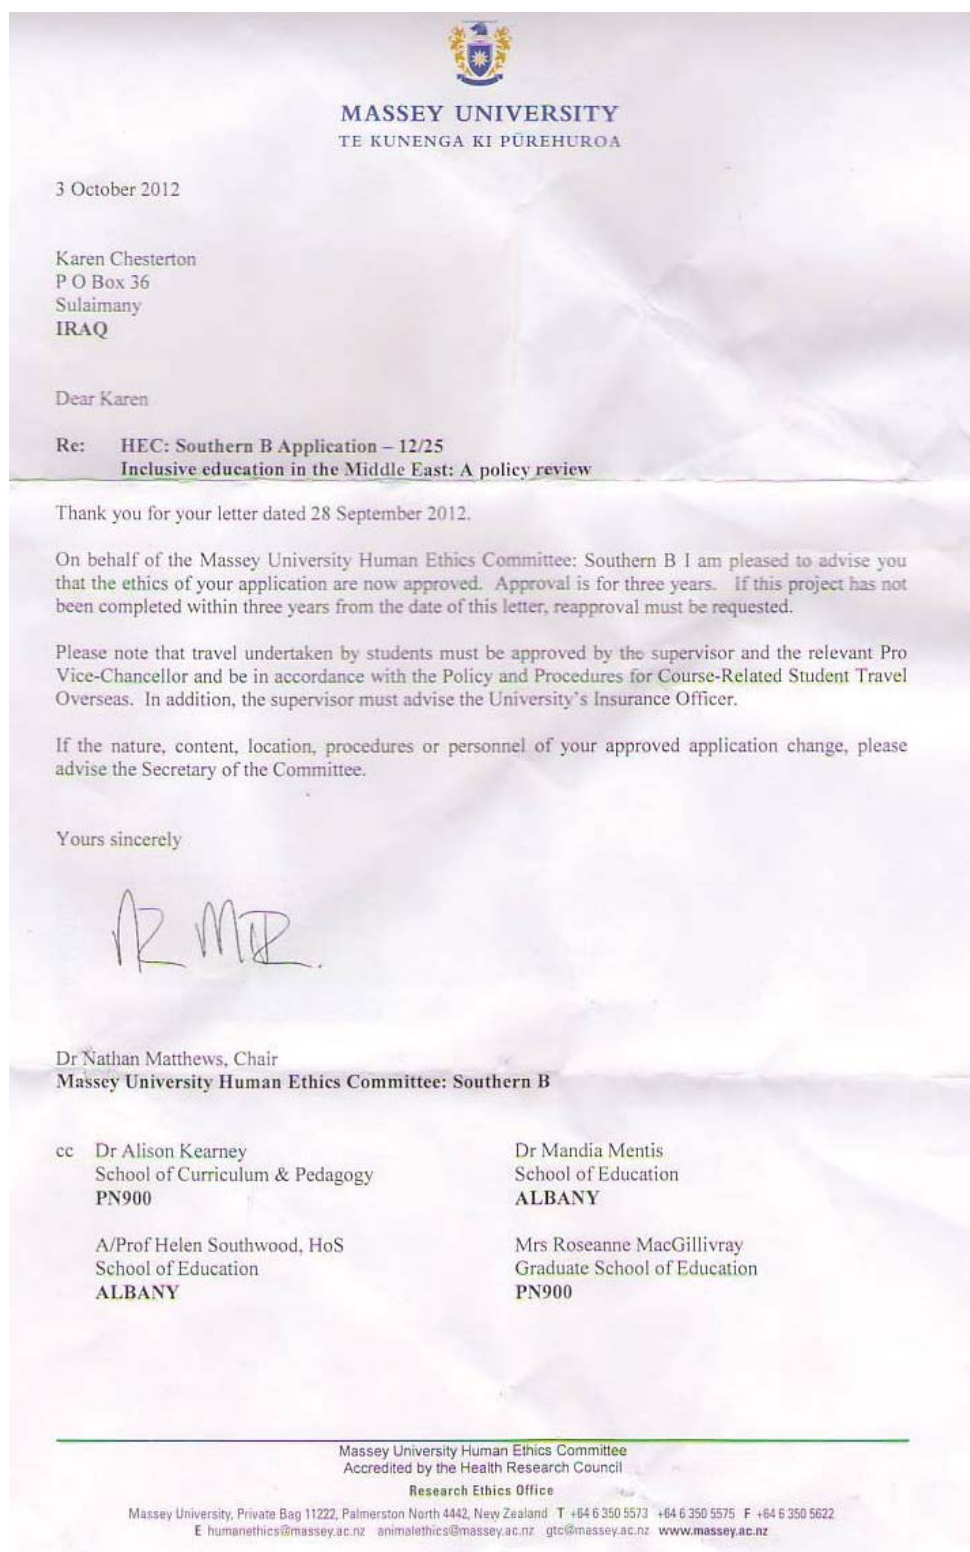 MASSEY UNIVERSITY
TE KUNENGA KI PŪREHUROA
3 October 2012
Karen Chesterton
P O Box 36
Sulaimany
IRAQ
Dear Karen
Re: HEC: Southern B Application – 12/25
Inclusive education in the Middle East: A policy review
Thank you for your letter dated 28 September 2012.
On behalf of the Massey University Human Ethics Committee: Southern B I am pleased to advise you
that the ethics of your application are now approved. Approval is for three years. If this project has not
been completed within three years from the date of this letter, reapproval must be requested.
Please note that travel undertaken by students must be approved by the supervisor and the relevant Pro
Vice-Chancellor and be in accordance with the Policy and Procedures for Course-Related Student Travel
Overseas. In addition, the supervisor must advise the University's Insurance Officer.
If the nature, content, location, procedures or personnel of your approved application change, please
advise the Secretary of the Committee.
Yours sincerely
Dr Nathan Matthews, Chair
Massey University Human Ethics Committee: Southern B
cc Dr Alison Kearney
School of Curriculum & Pedagogy
PN900
Dr Mandia Mentis
School of Education
ALBANY
A/Prof Helen Southwood, HoS
School of Education
ALBANY
Mrs Roseanne MacGillivray
Graduate School of Education
PN900
Massey University Human Ethics Committee
Accredited by the Health Research Council
Research Ethics Office
Massey University, Private Bag 11222, Palmerston North 4442, New Zealand T +64 6 350 5573 +64 6 350 5575 F +64 6 350 5622
E humanethics@massey.ac.nz animalethics@massey.ac.nz gtc@massey.ac.nz www.massey.ac.nz